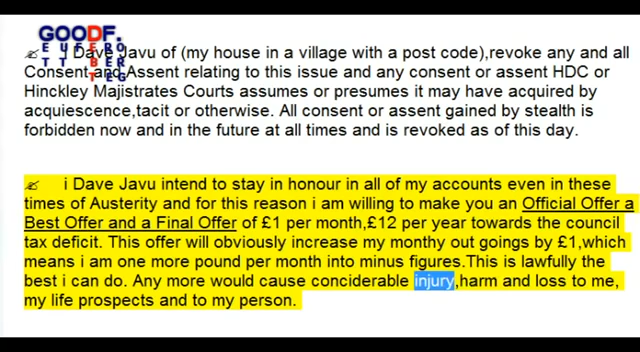 GOODF.
E U F E R O
E B E
T T T R G
i Dave Javu of (my house in a village with a post code),revoke any and all
Consent and Assent relating to this issue and any consent or assent HDC or
Hinckley Majistrates Courts assumes or presumes it may have acquired by
acquiescence,tacit or otherwise. All consent or assent gained by stealth is
forbidden now and in the future at all times and is revoked as of this day.
i Dave Javu intend to stay in honour in all of my accounts even in these
times of Austerity and for this reason i am willing to make you an Official Offer a
Best Offer and a Final Offer of £1 per month,£12 per year towards the council
tax deficit. This offer will obviously increase my monthy out goings by £1,which
means i am one more pound per month into minus figures.This is lawfully the
best i can do. Any more would cause conciderable injury,harm and loss to me,
my life prospects and to my person.